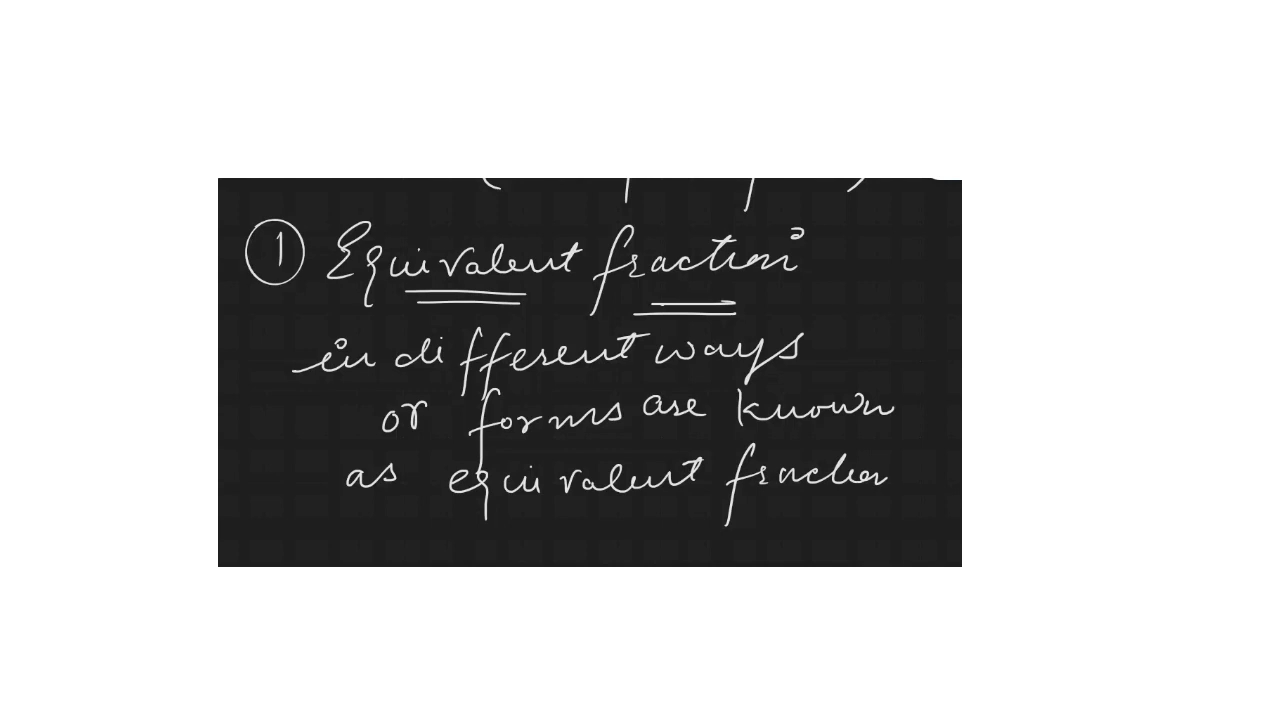 ① Equivalent fraction
in different ways
or forms are known
as equivalent fraction